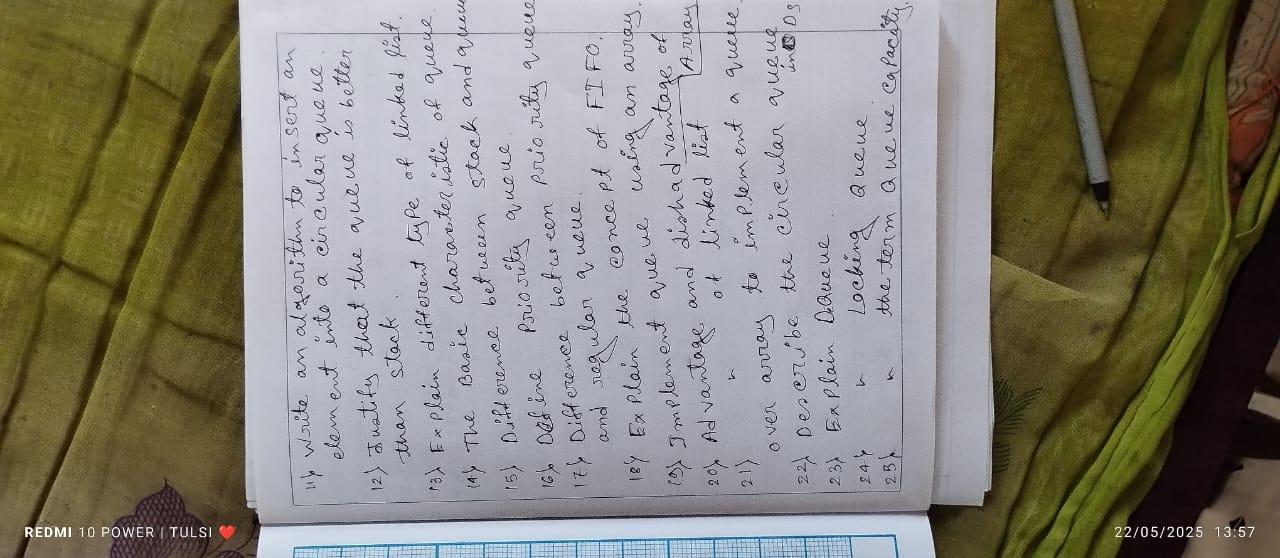 11) Write an algorithm to insert an
element into a circular queue.
12) Justify that the queue is better
than stack.
13) Explain different type of linked list.
14) The Basic characteristic of queue.
15) Difference between stack and queue
16) Define Priority queue.
17) Difference between priority queue
and regular queue.
18) Explain the concept of FIFO.
19) Implement queue using an array.
20) Advantage and dishadvantage of
Array
21) " of linked list
over array to implement a queue.
22) Describe the circular queue
in DS
23) Explain DeQueue
24) " Locking Queue.
25) " the term Queue Capacity.
REDMI 10 POWER | TULSI ❤️
22/05/2025 13:57